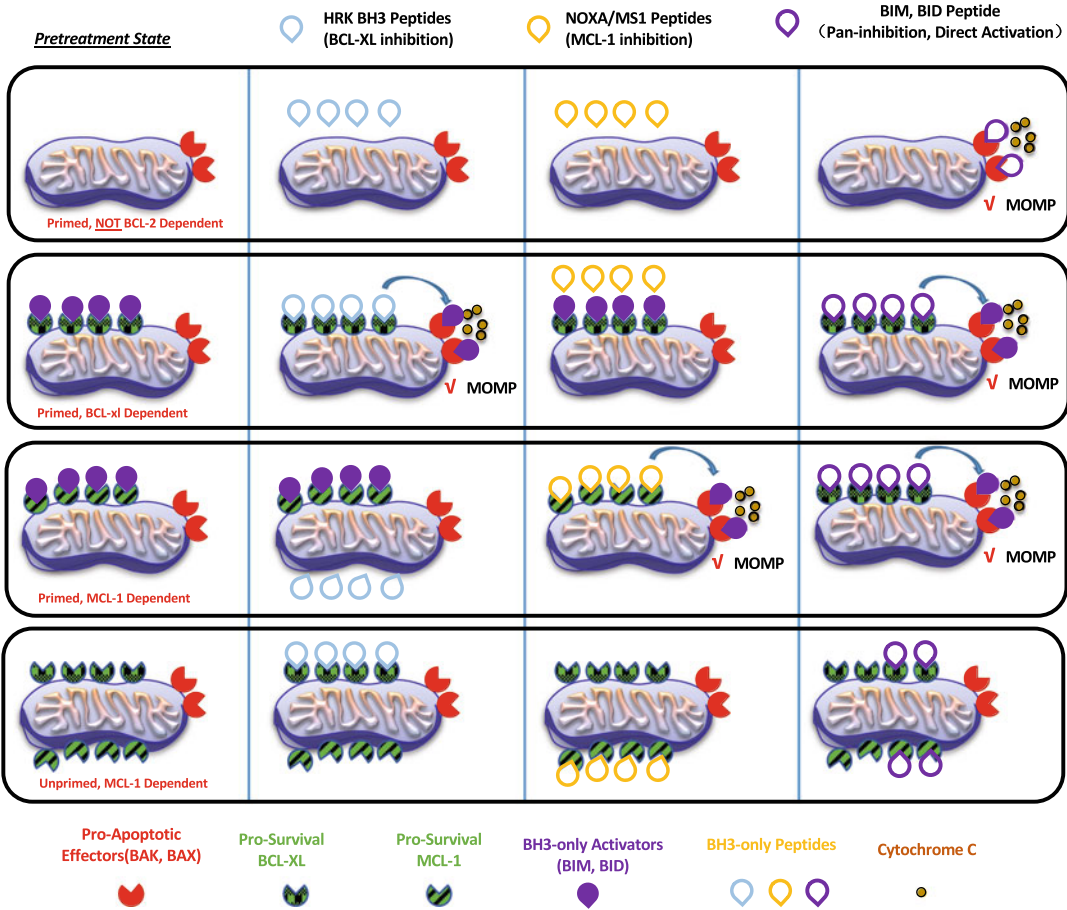 Pretreatment State
HRK BH3 Peptides
(BCL-XL inhibition)
NOXA/MS1 Peptides
(MCL-1 inhibition)
BIM, BID Peptide
（Pan-inhibition, Direct Activation）
Primed, NOT BCL-2 Dependent
√ MOMP
Primed, BCL-xl Dependent
√ MOMP
√ MOMP
Primed, MCL-1 Dependent
√ MOMP
√ MOMP
Unprimed, MCL-1 Dependent
Pro-Apoptotic
Effectors(BAK, BAX)
Pro-Survival
BCL-XL
Pro-Survival
MCL-1
BH3-only Activators
(BIM, BID)
BH3-only Peptides
Cytochrome C